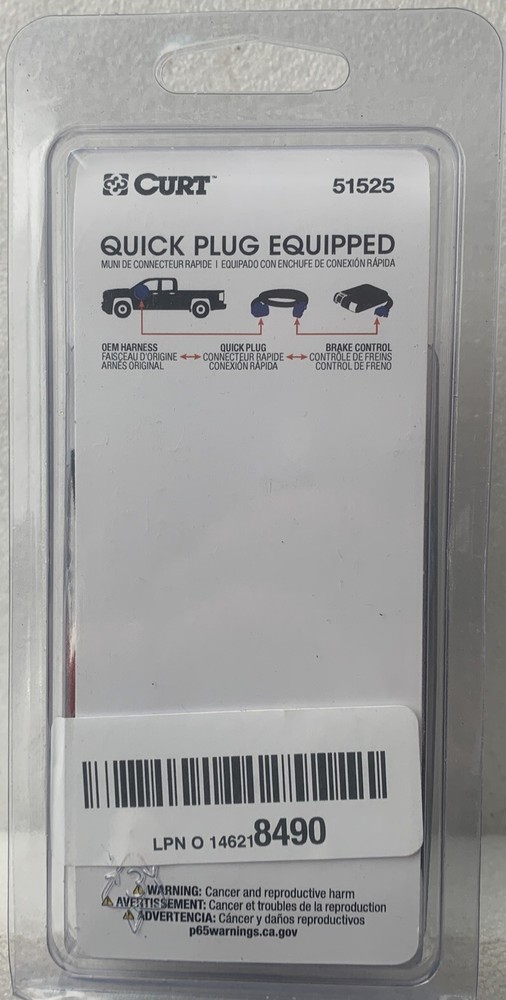 CURT™ 51525
QUICK PLUG EQUIPPED
MUNI DE CONNECTEUR RAPIDE | EQUIPADO CON ENCHUFE DE CONEXIÓN RÁPIDA
OEM HARNESS QUICK PLUG BRAKE CONTROL
FAISCEAU D'ORIGINE CONNECTEUR RAPIDE CONTRÔLE DE FREINS
ARNÉS ORIGINAL CONEXIÓN RÁPIDA CONTROL DE FRENO
LPN O 146218490
WARNING: Cancer and reproductive harm
AVERTISSEMENT: Cancer et troubles de la reproduction
ADVERTENCIA: Cáncer y daños reproductivos
p65warnings.ca.gov